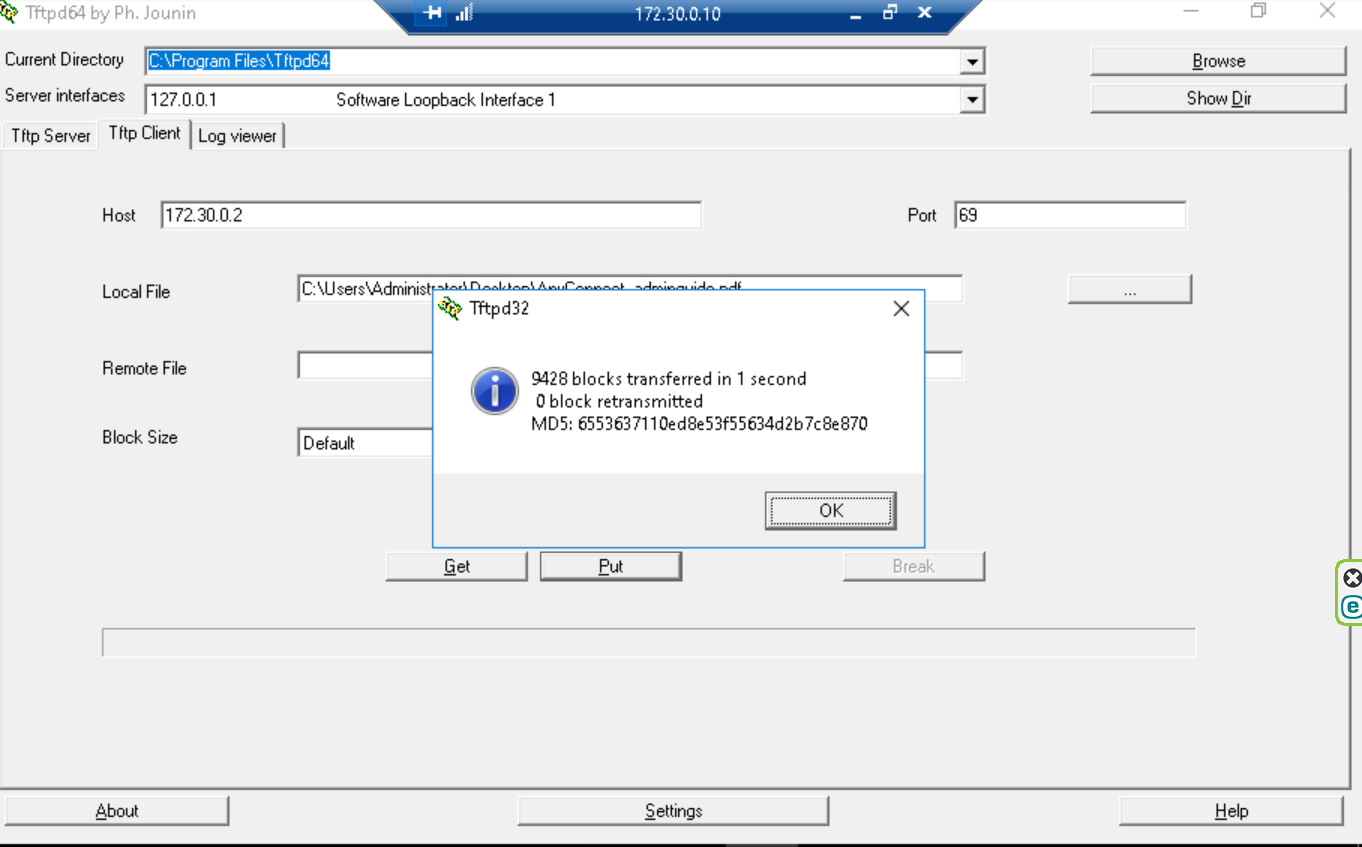 Tftpd64 by Ph. Jounin
172.30.0.10
Current Directory C:\Program Files\Tftpd64 Browse
Server interfaces 127.0.0.1 Software Loopback Interface 1 Show Dir
Tftp Server Tftp Client Log viewer
Host 172.30.0.2 Port 69
Local File C:\Users\Administrator\Desktop\AnyConnect_adminguide.pdf ...
Tftpd32
Remote File
9428 blocks transferred in 1 second
0 block retransmitted
MD5: 6553637110ed8e53f55634d2b7c8e870
Block Size Default
OK
Get Put Break
e
About Settings Help